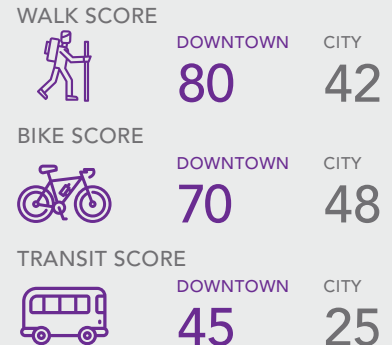 WALK SCORE
DOWNTOWN CITY
80 42
BIKE SCORE
DOWNTOWN CITY
70 48
TRANSIT SCORE
DOWNTOWN CITY
45 25